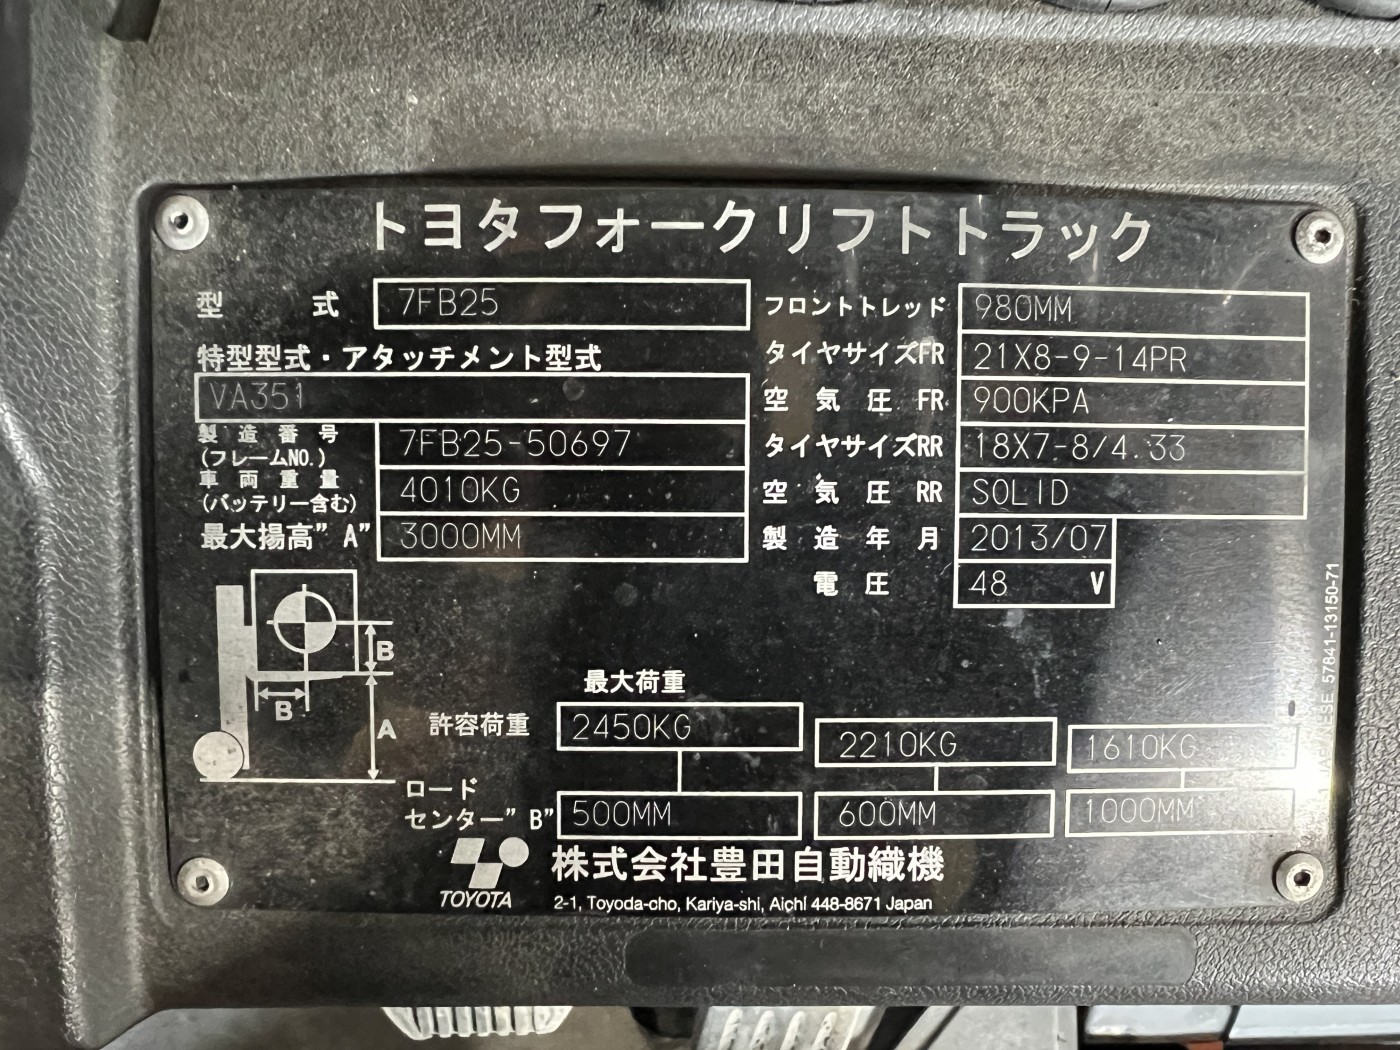 トヨタフォークリフトトラック
型 式 7FB25
特型型式・アタッチメント型式
VA351
製造番号
(フレームNO.) 7FB25-50697
車両重量
(バッテリー含む) 4010KG
最大揚高"A" 3000MM
フロントトレッド 980MM
タイヤサイズFR 21X8-9-14PR
空気圧 FR 900KPA
タイヤサイズRR 18X7-8/4.33
空気圧 RR SOLID
製造年月 2013/07
電圧 48 V
B
B
A
最大荷重
許容荷重 2450KG 2210KG 1610KG
ロード
センター"B" 500MM 600MM 1000MM
TOYOTA
株式会社豊田自動織機
2-1, Toyoda-cho, Kariya-shi, Aichi 448-8671 Japan
57841-13150-71